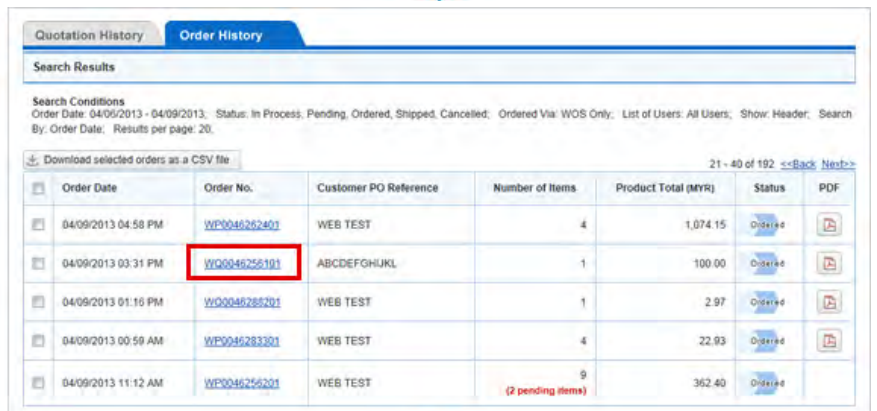 Quotation History Order History
Search Results
Search Conditions
Order Date: 04/06/2013 - 04/09/2013; Status: In Process, Pending, Ordered, Shipped, Cancelled; Ordered Via: WOS Only; List of Users: All Users; Show: Header; Search
By: Order Date; Results per page: 20;
Download selected orders as a CSV file 21 - 40 of 192 <<Back Next>>
Order Date Order No. Customer PO Reference Number of Items Product Total (MYR) Status PDF
04/09/2013 04:58 PM WP0046262401 WEB TEST 4 1,074.15 Ordered
04/09/2013 03:31 PM WQ0046256101 ABCDEFGHIJKL 1 100.00 Ordered
04/09/2013 01:16 PM WQ0046286201 WEB TEST 1 2.97 Ordered
04/09/2013 00:59 AM WP0046283301 WEB TEST 4 22.93 Ordered
04/09/2013 11:12 AM WP0046256201 WEB TEST 9 362.40 Ordered
(2 pending items)